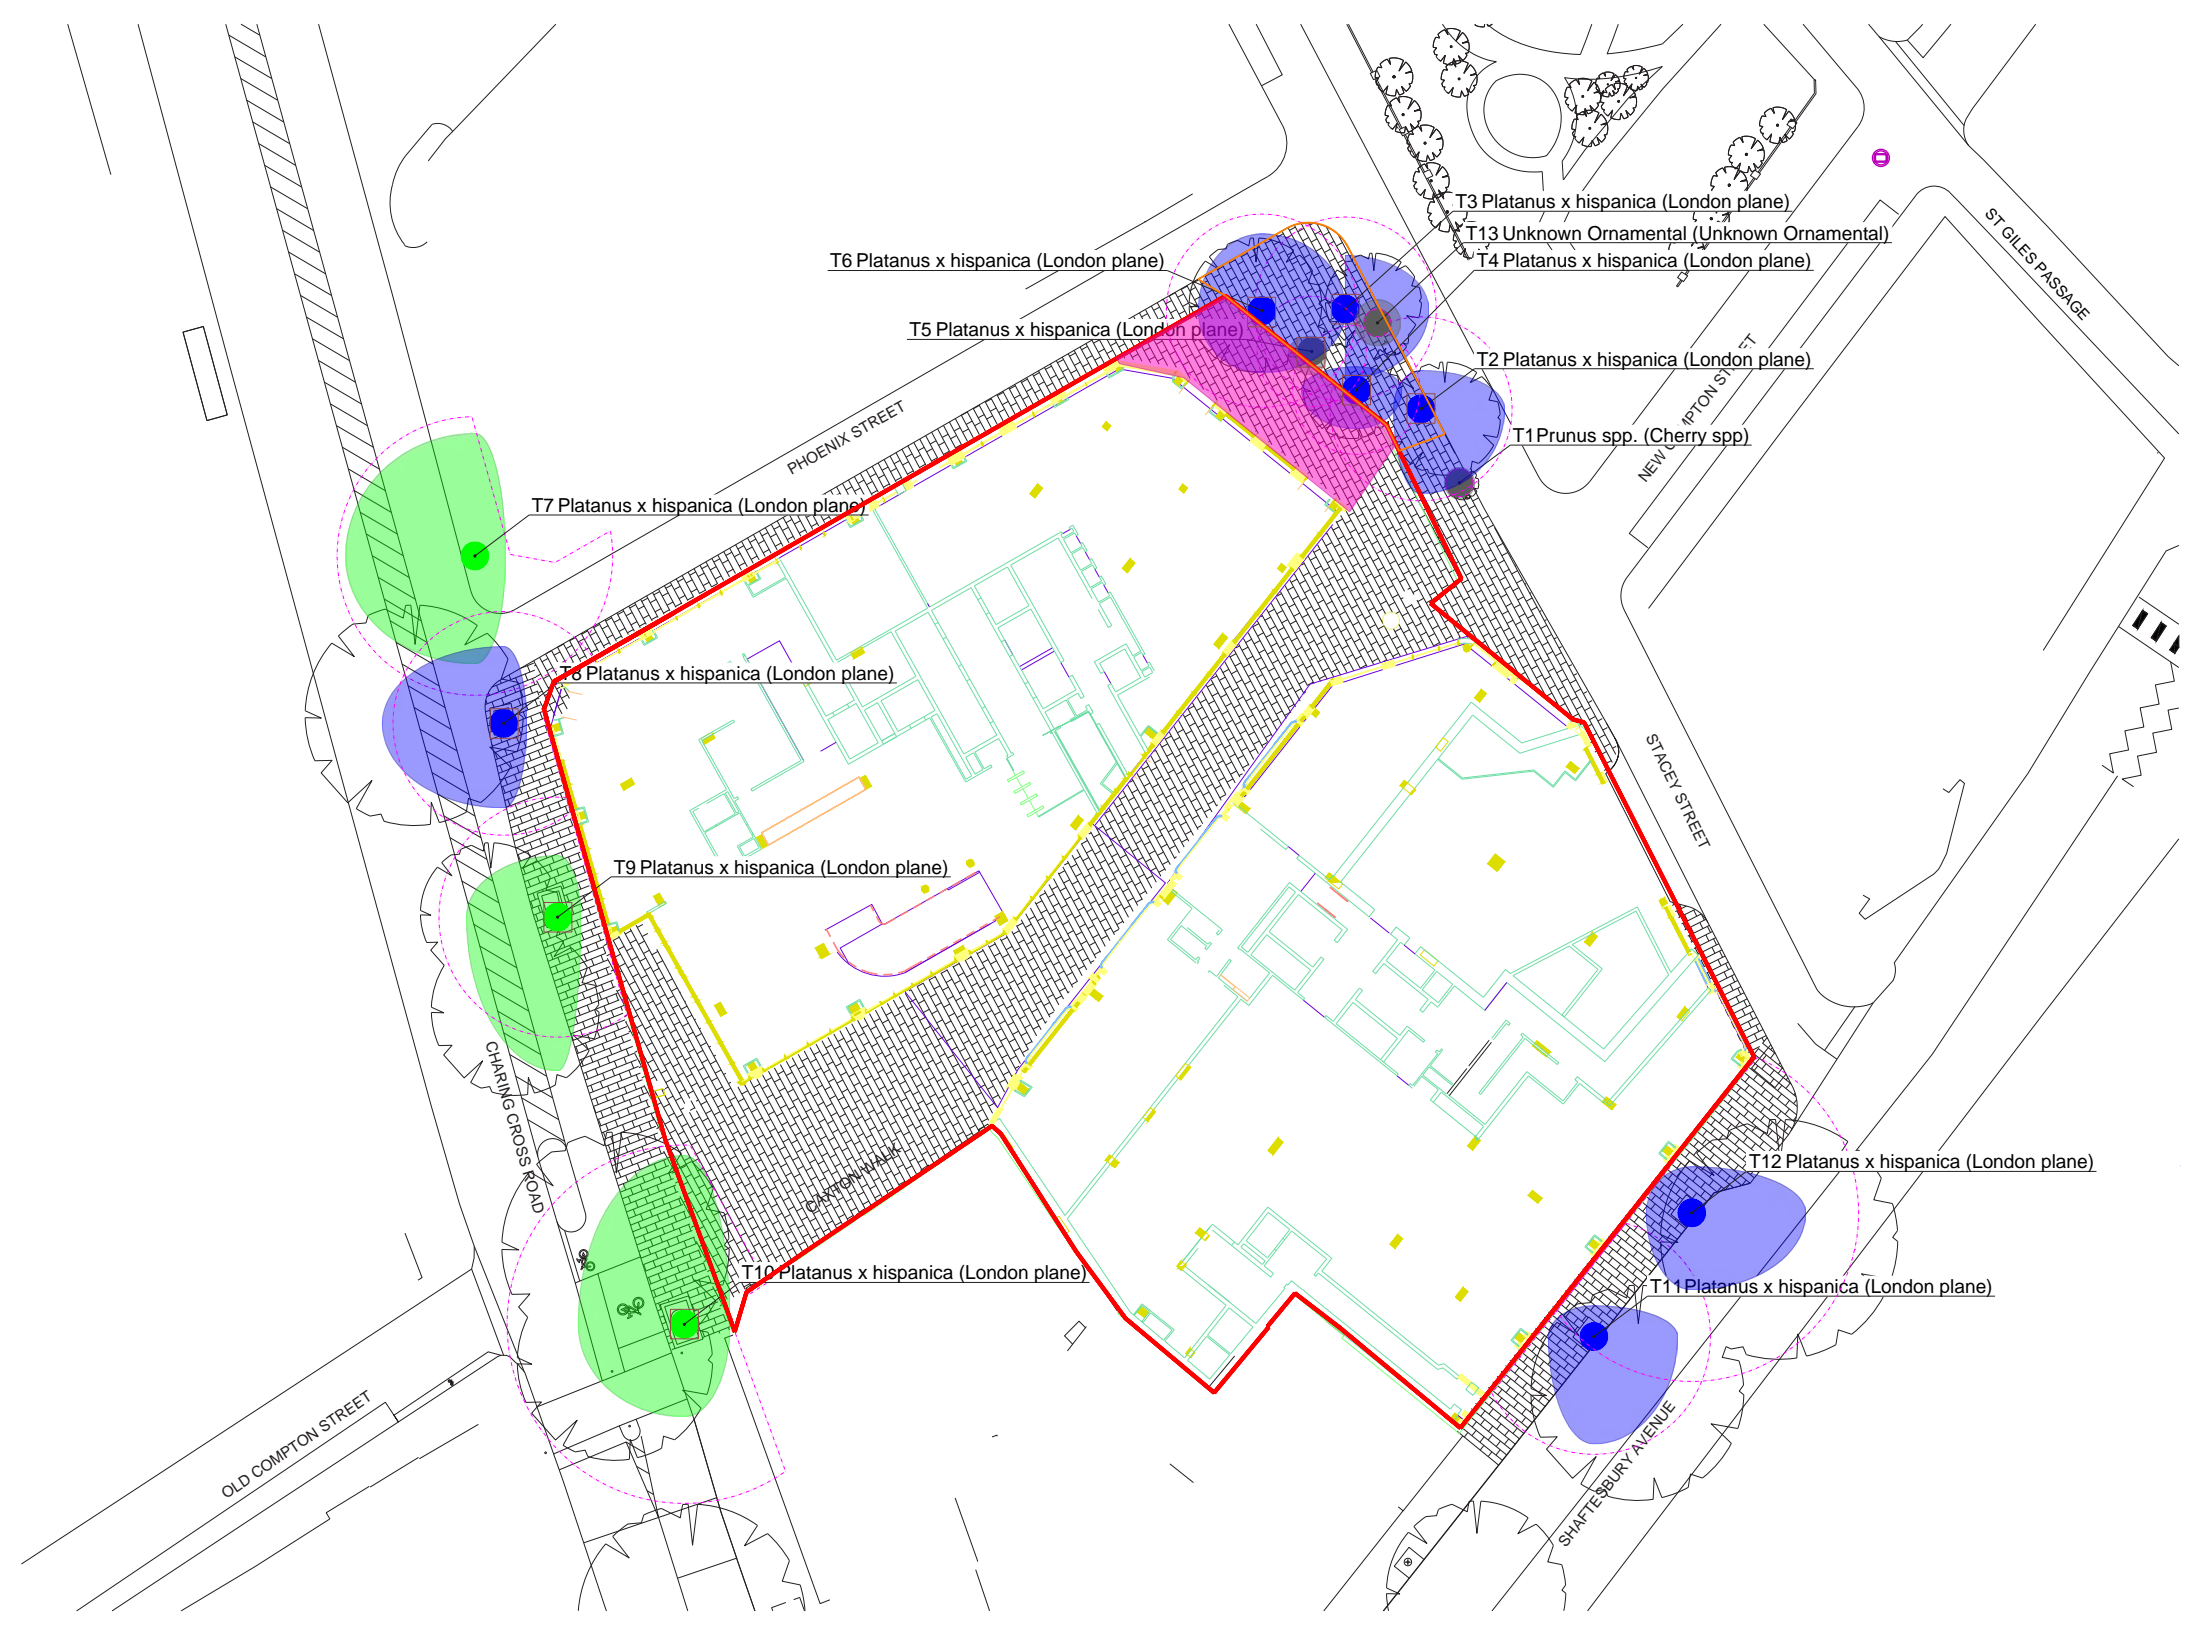 T3 Platanus x hispanica (London plane)
T13 Unknown Ornamental (Unknown Ornamental)
T6 Platanus x hispanica (London plane)
T4 Platanus x hispanica (London plane)
ST GILES PASSAGE
T5 Platanus x hispanica (London plane)
T2 Platanus x hispanica (London plane)
NEW COMPTON STREET
T1 Prunus spp. (Cherry spp)
PHOENIX STREET
T7 Platanus x hispanica (London plane)
T8 Platanus x hispanica (London plane)
STACEY STREET
T9 Platanus x hispanica (London plane)
CHARING CROSS ROAD
CAXTON WALK
T12 Platanus x hispanica (London plane)
T10 Platanus x hispanica (London plane)
T11 Platanus x hispanica (London plane)
OLD COMPTON STREET
SHAFTESBURY AVENUE